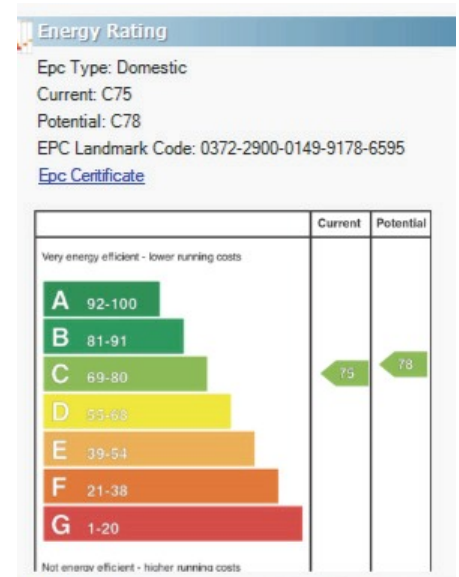 Energy Rating
Epc Type: Domestic
Current: C75
Potential: C78
EPC Landmark Code: 0372-2900-0149-9178-6595
Epc Ceritificate
Current Potential
Very energy efficient - lower running costs
A 92-100
B 81-91
C 69-80 75 78
D 55-68
E 39-54
F 21-38
G 1-20
Not energy efficient - higher running costs